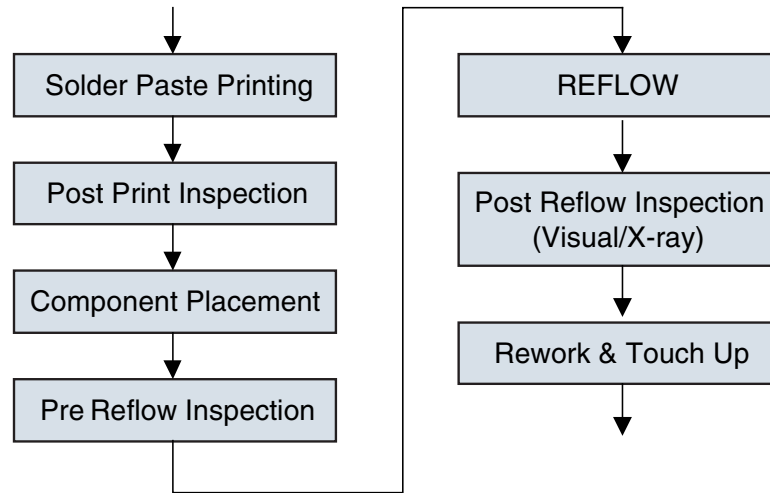 Solder Paste Printing
Post Print Inspection
Component Placement
Pre Reflow Inspection
REFLOW
Post Reflow Inspection
(Visual/X-ray)
Rework & Touch Up